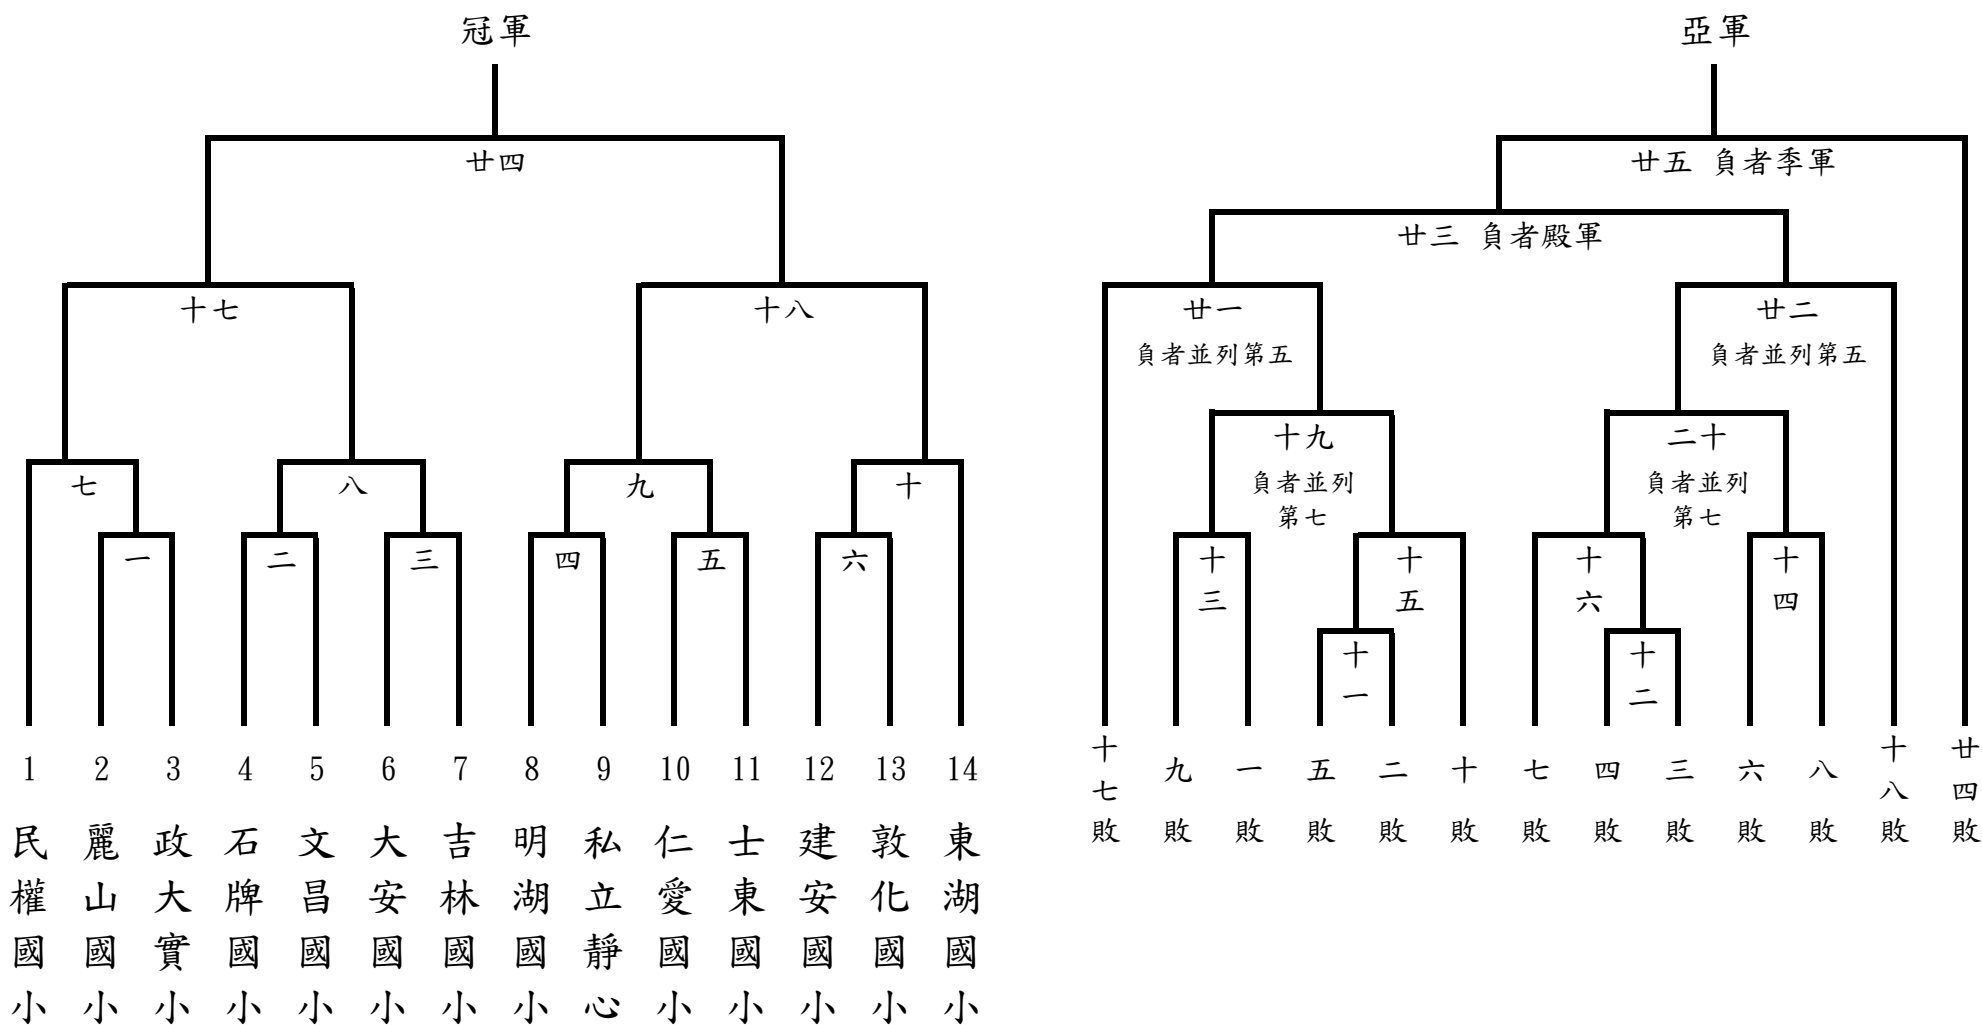 冠軍
亞軍
廿四
廿五 負者季軍
廿三 負者殿軍
十七
十八
廿一
負者並列第五
廿二
負者並列第五
十九
負者並列
第七
二十
負者並列
第七
七
八
九
十
一
二
三
四
五
六
十三
十五
十六
十四
十一
十二
1
2
3
4
5
6
7
8
9
10
11
12
13
14
民權國小
麗山國小
政大實小
石牌國小
文昌國小
大安國小
吉林國小
明湖國小
私立靜心
仁愛國小
士東國小
建安國小
敦化國小
東湖國小
十七敗
九敗
一敗
五敗
二敗
十敗
七敗
四敗
三敗
六敗
八敗
十八敗
廿四敗